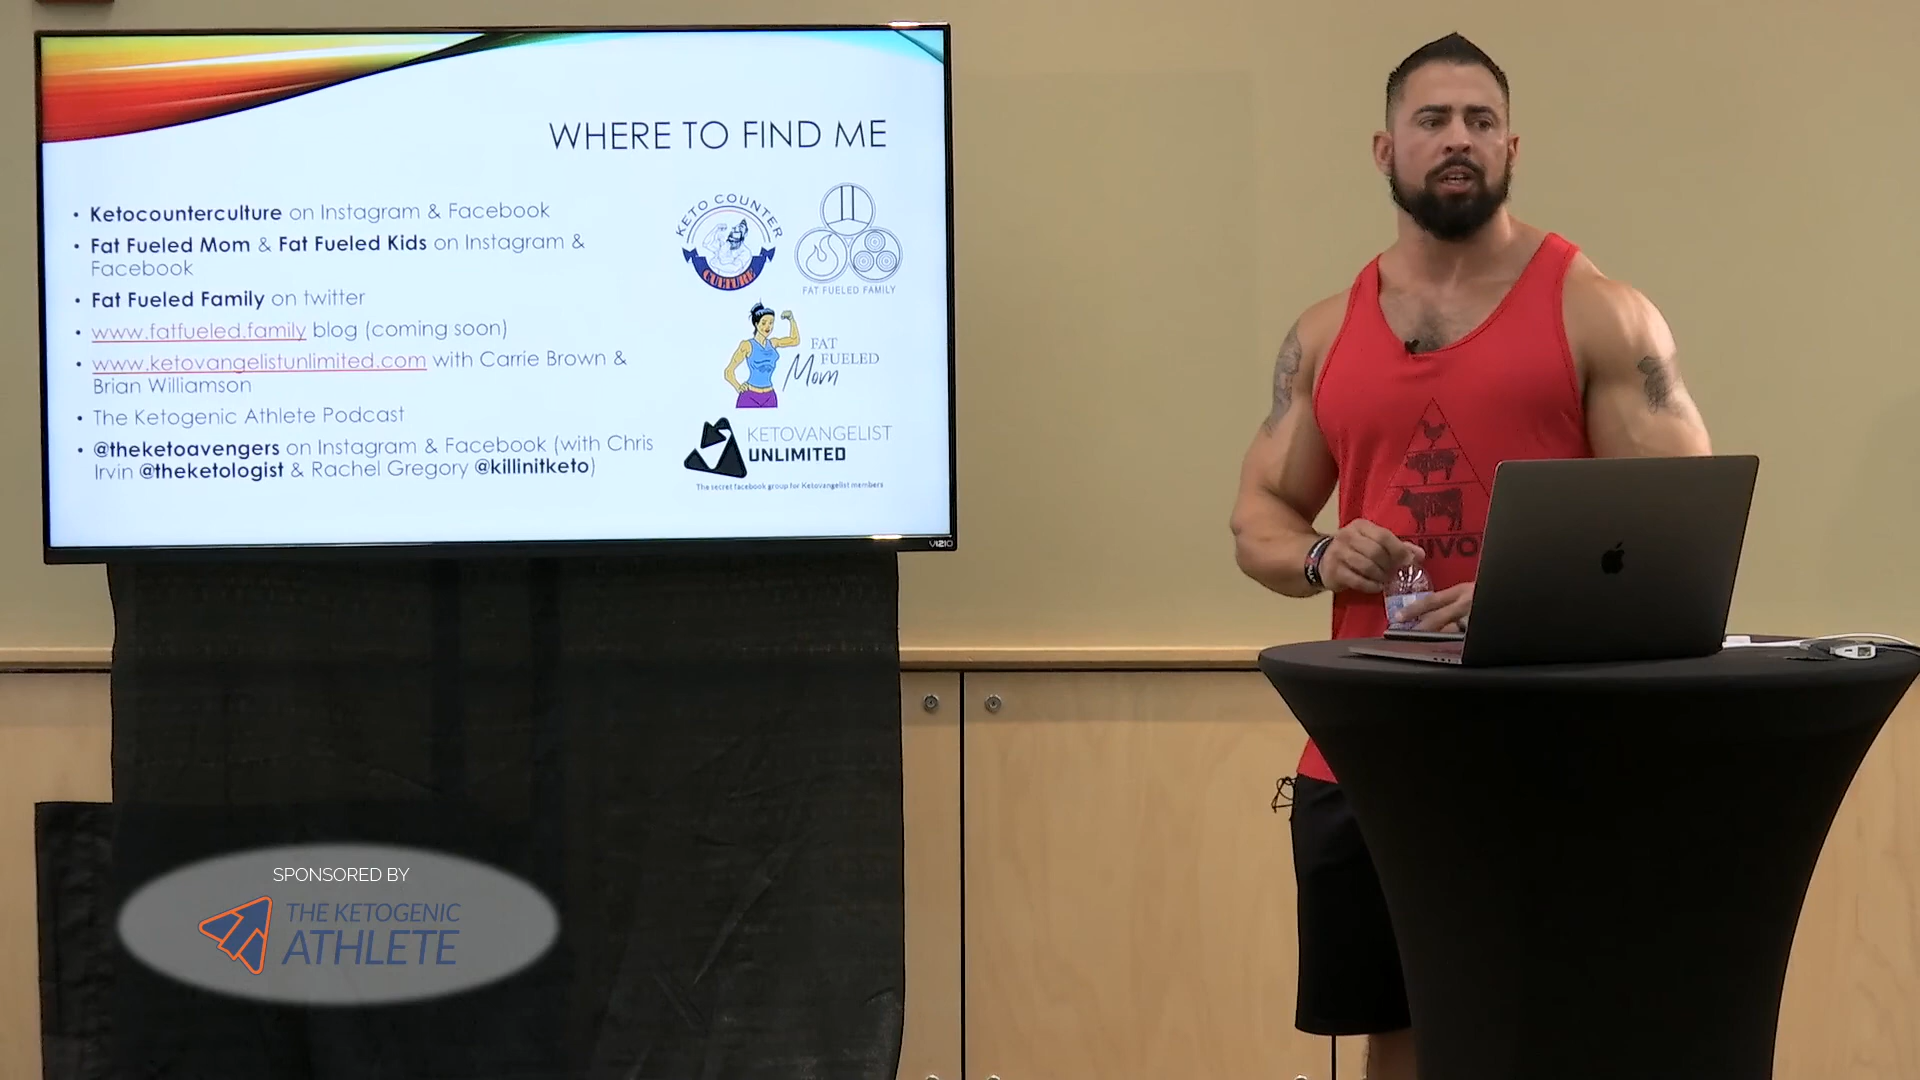 WHERE TO FIND ME
• Ketocounterculture on Instagram & Facebook
• Fat Fueled Mom & Fat Fueled Kids on Instagram &
Facebook
• Fat Fueled Family on twitter
• www.fatfueled.family blog (coming soon)
• www.ketovangelistunlimited.com with Carrie Brown &
Brian Williamson
• The Ketogenic Athlete Podcast
• @theketoavengers on Instagram & Facebook (with Chris
Irvin @theketologist & Rachel Gregory @killinitketo)
KETO COUNTER
CULTURE
FAT FUELED FAMILY
FAT
FUELED
Mom
KETOVANGELIST
UNLIMITED
The secret facebook group for Ketovangelist members
VIZIO
SPONSORED BY
THE KETOGENIC
ATHLETE